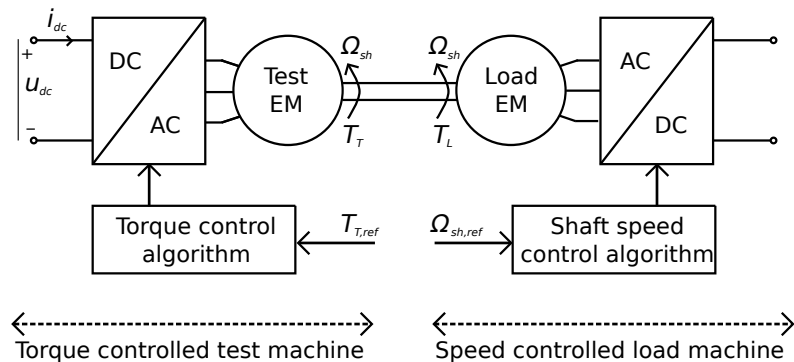 i_dc
+
u_dc
−
DC
AC
Test
EM
Ω_sh
T_T
Ω_sh
T_L
Load
EM
AC
DC
Torque control
algorithm
T_T,ref
Ω_sh,ref
Shaft speed
control algorithm
Torque controlled test machine
Speed controlled load machine